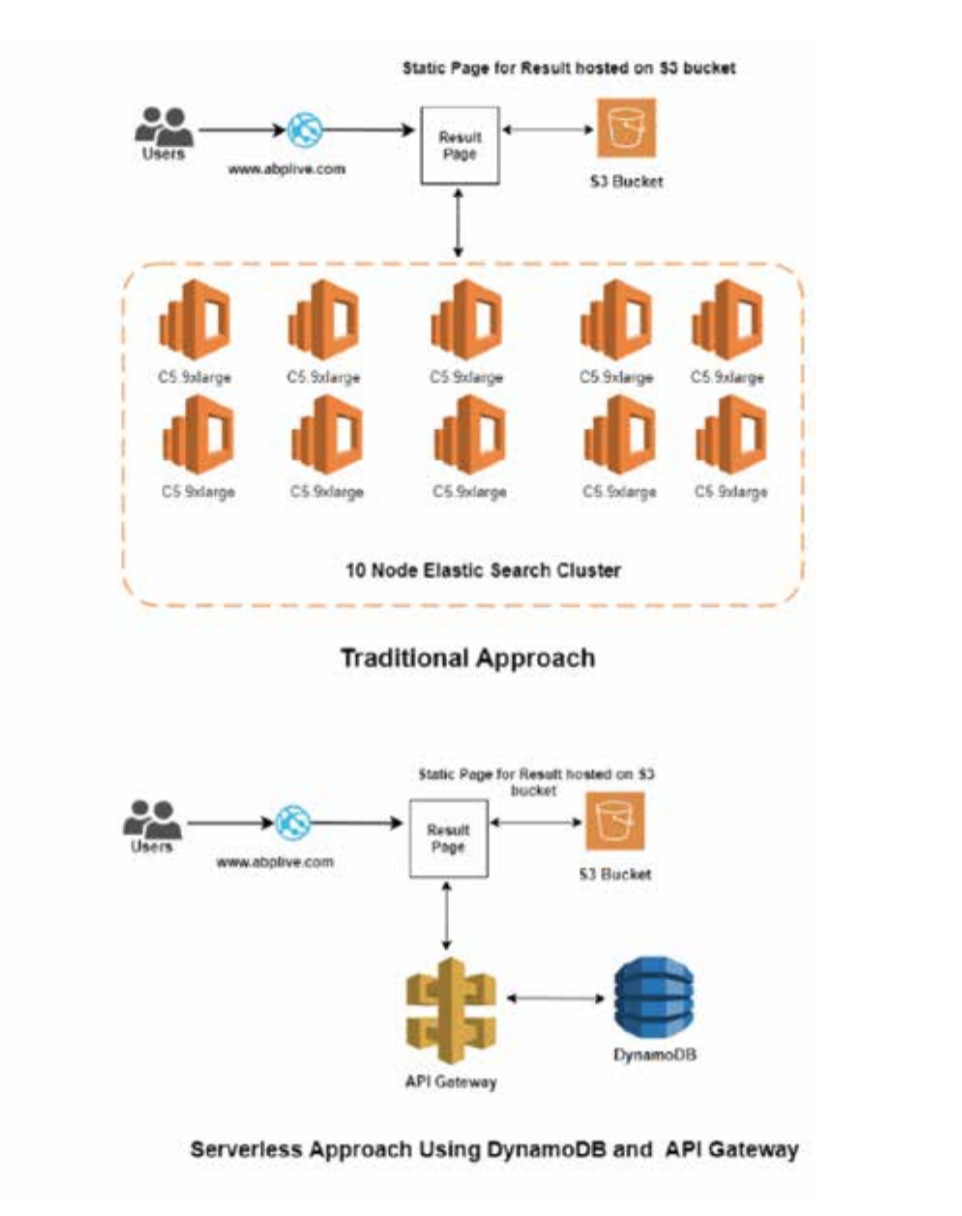 Static Page for Result hosted on S3 bucket
Users
www.abplive.com
Result
Page
S3 Bucket
C5.9xlarge C5.9xlarge C5.9xlarge C5.9xlarge C5.9xlarge
C5.9xlarge C5.9xlarge C5.9xlarge C5.9xlarge C5.9xlarge
10 Node Elastic Search Cluster
Traditional Approach
Static Page for Result hosted on S3
bucket
Users
www.abplive.com
Result
Page
S3 Bucket
API Gateway
DynamoDB
Serverless Approach Using DynamoDB and API Gateway